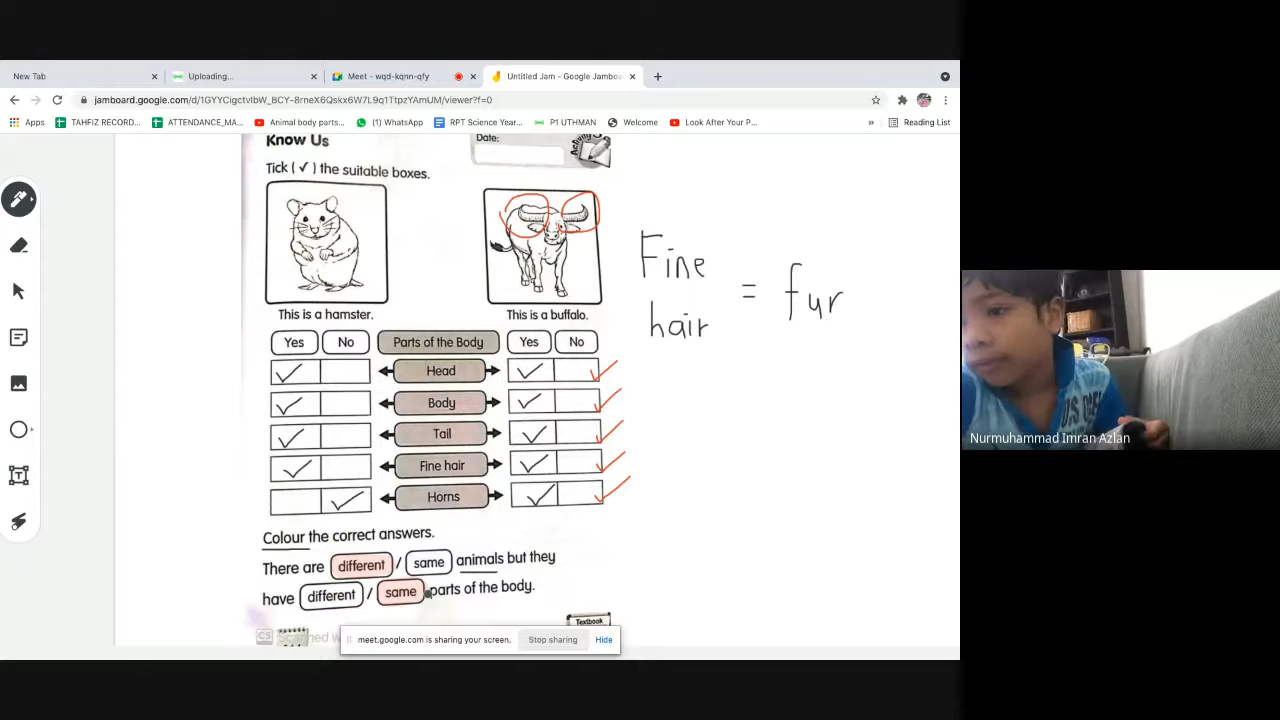 New Tab
Uploading...
Meet - wqd-kqnn-qfy
Untitled Jam - Google Jamboa
jamboard.google.com/d/1GYYCigctvIbW_BCY-8rneX6Qskx6W7L9q1TtpzYAmUM/viewer?f=0
Apps
TAHFIZ RECORD...
ATTENDANCE_MA...
Animal body parts...
(1) WhatsApp
RPT Science Year...
P1 UTHMAN
Welcome
Look After Your P...
»
Reading List
Know Us
Date:
Activity
Tick ( ✓ ) the suitable boxes.
This is a hamster.
This is a buffalo.
Fine
hair
= fur
Yes No Parts of the Body Yes No
Head
Body
Tail
Fine hair
Horns
Colour the correct answers.
There are different / same animals but they
have different / same parts of the body.
Textbook
CS Scanned w
meet.google.com is sharing your screen.
Stop sharing
Hide
Nurmuhammad Imran Azlan